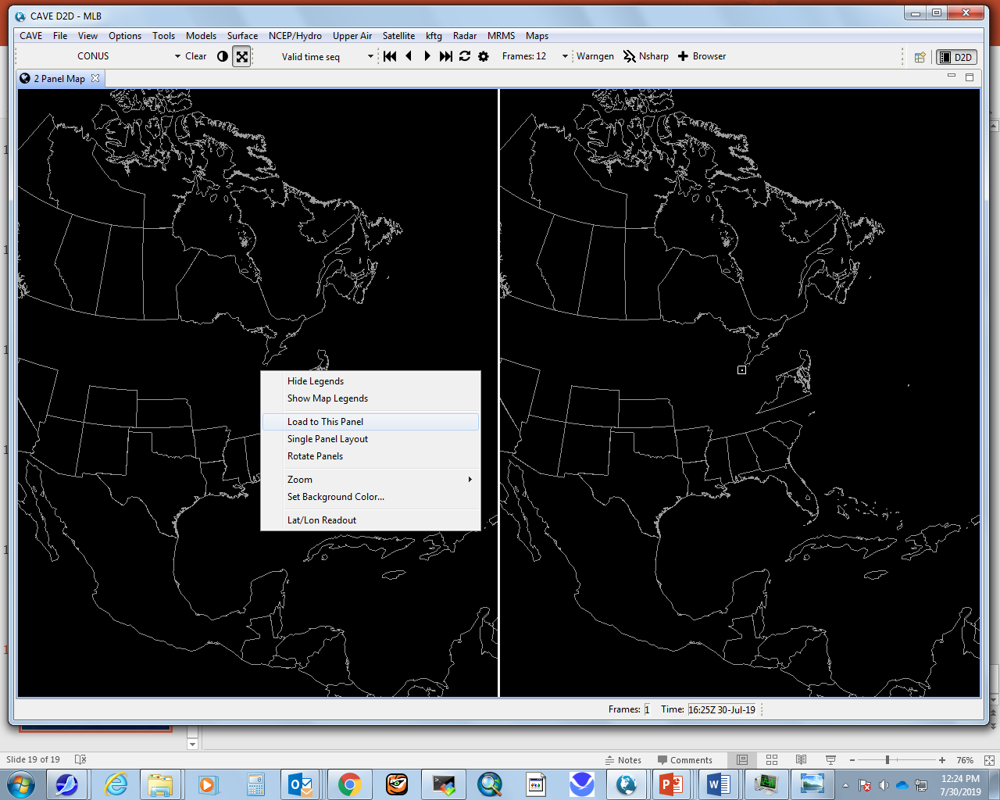 CAVE D2D - MLB
CAVE File View Options Tools Models Surface NCEP/Hydro Upper Air Satellite kftg Radar MRMS Maps
CONUS Clear Valid time seq Frames: 12 Warngen Nsharp Browser D2D
2 Panel Map
Hide Legends
Show Map Legends
Load to This Panel
Single Panel Layout
Rotate Panels
Zoom
Set Background Color...
Lat/Lon Readout
Frames: 1 Time: 16:25Z 30-Jul-19
Slide 19 of 19 Notes Comments 76%
12:24 PM
7/30/2019